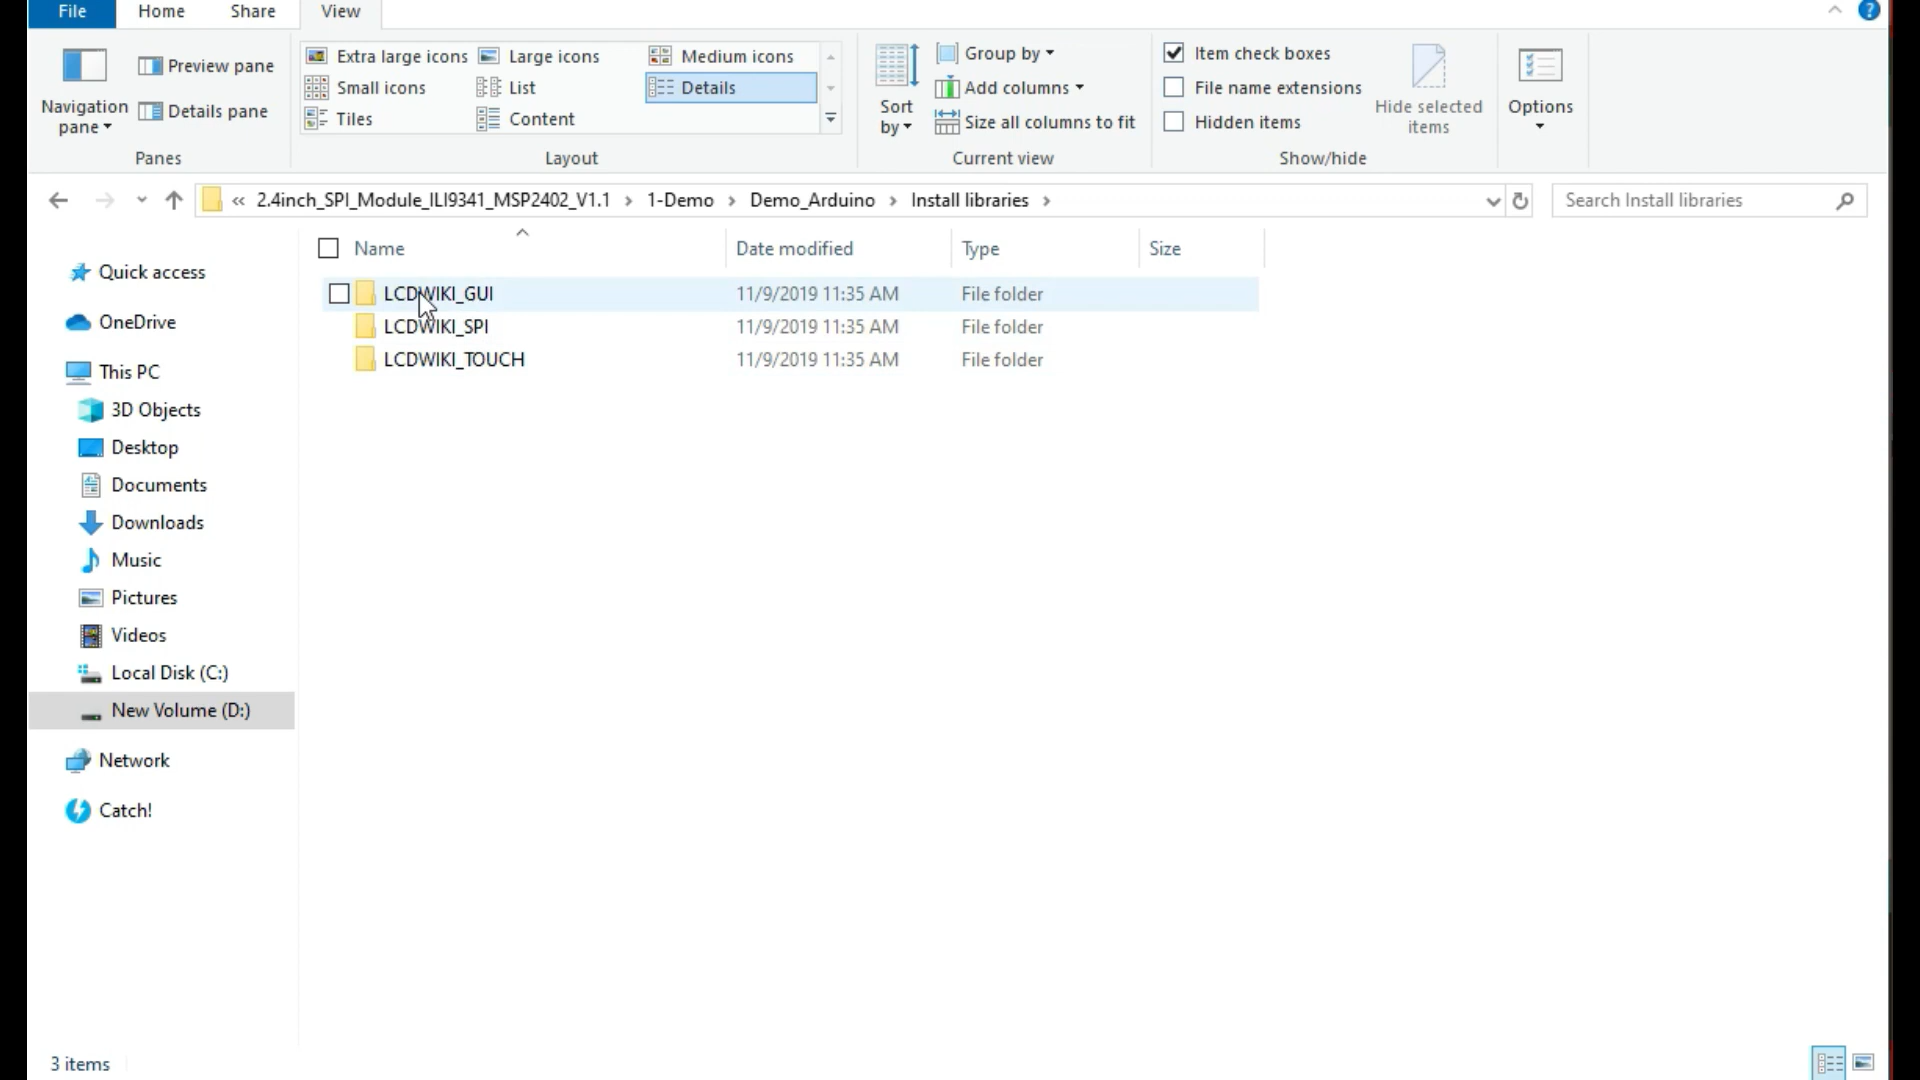 File Home Share View
Navigation pane
Preview pane
Details pane
Panes
Extra large icons Large icons Medium icons
Small icons List Details
Tiles Content
Layout
Sort by
Group by
Add columns
Size all columns to fit
Current view
Item check boxes
File name extensions
Hidden items
Hide selected items
Show/hide
Options
« 2.4inch_SPI_Module_ILI9341_MSP2402_V1.1 › 1-Demo › Demo_Arduino › Install libraries ›
Search Install libraries
Quick access
OneDrive
This PC
3D Objects
Desktop
Documents
Downloads
Music
Pictures
Videos
Local Disk (C:)
New Volume (D:)
Network
Catch!
Name Date modified Type Size
LCDWIKI_GUI 11/9/2019 11:35 AM File folder
LCDWIKI_SPI 11/9/2019 11:35 AM File folder
LCDWIKI_TOUCH 11/9/2019 11:35 AM File folder
3 items